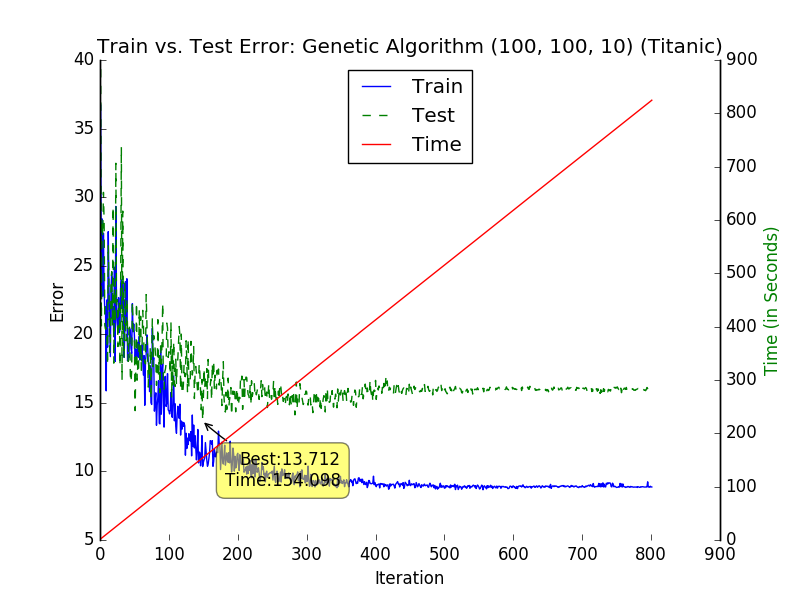 Train vs. Test Error: Genetic Algorithm (100, 100, 10) (Titanic)
Train
Test
Time
40
35
30
25
20
15
10
5
Error
900
800
700
600
500
400
300
200
100
0
Time (in Seconds)
Best:13.712
Time:154.098
0 100 200 300 400 500 600 700 800 900
Iteration